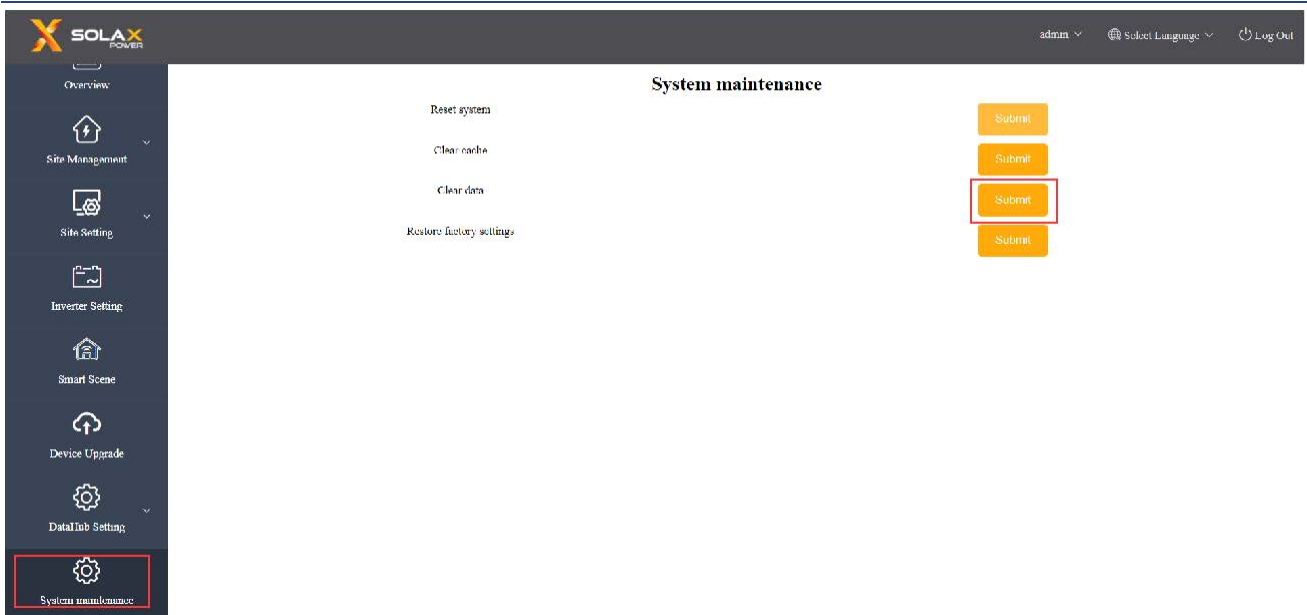 SOLAX
POWER
admin
Select Language
Log Out
Overview
Site Management
Site Setting
Inverter Setting
Smart Scene
Device Upgrade
DataHub Setting
System maintenance
System maintenance
Reset system
Submit
Clear cache
Submit
Clear data
Submit
Restore factory settings
Submit